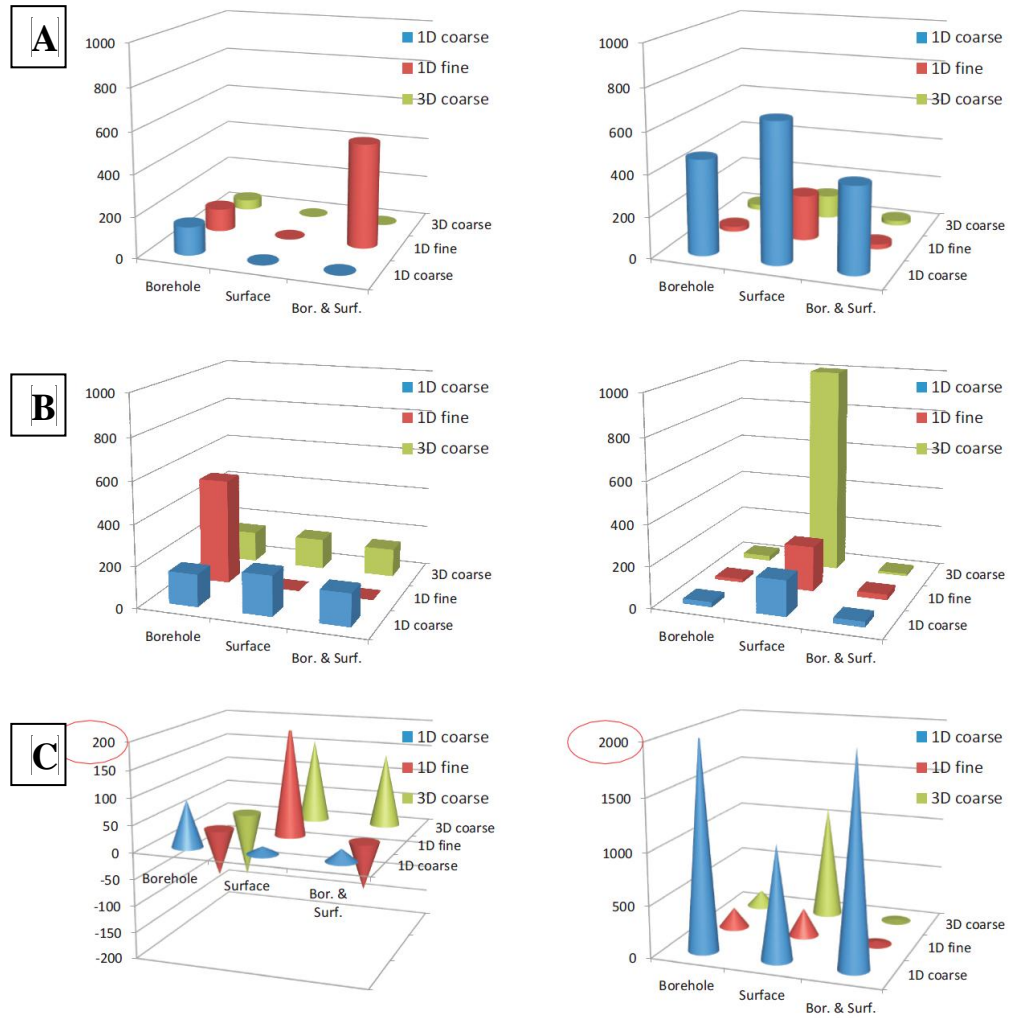 A
1000
800
600
400
200
0
Borehole
Surface
Bor. & Surf.
3D coarse
1D fine
1D coarse
1D coarse
1D fine
3D coarse
1000
800
600
400
200
0
Borehole
Surface
Bor. & Surf.
3D coarse
1D fine
1D coarse
1D coarse
1D fine
3D coarse
B
1000
800
600
400
200
0
Borehole
Surface
Bor. & Surf.
3D coarse
1D fine
1D coarse
1D coarse
1D fine
3D coarse
1000
800
600
400
200
0
Borehole
Surface
Bor. & Surf.
3D coarse
1D fine
1D coarse
1D coarse
1D fine
3D coarse
C
200
150
100
50
0
-50
-100
-150
-200
Borehole
Surface
Bor. &
Surf.
3D coarse
1D fine
1D coarse
1D coarse
1D fine
3D coarse
2000
1500
1000
500
0
Borehole
Surface
Bor. & Surf.
3D coarse
1D fine
1D coarse
1D coarse
1D fine
3D coarse